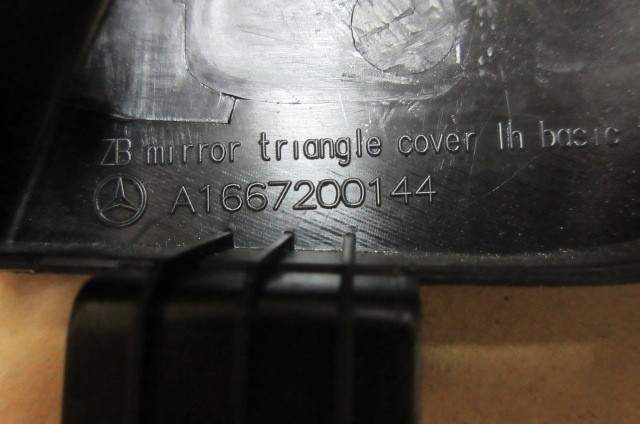 ZB mirror triangle cover lh basic
A1667200144